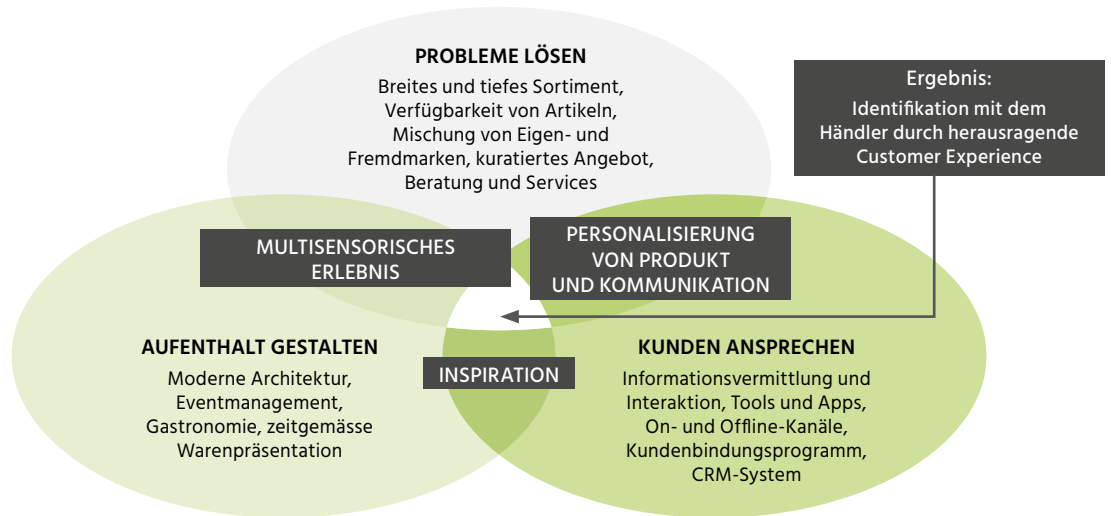 PROBLEME LÖSEN
Breites und tiefes Sortiment,
Verfügbarkeit von Artikeln,
Mischung von Eigen- und
Fremdmarken, kuratiertes Angebot,
Beratung und Services
Ergebnis:
Identifikation mit dem
Händler durch herausragende
Customer Experience
MULTISENSORISCHES
ERLEBNIS
PERSONALISIERUNG
VON PRODUKT
UND KOMMUNIKATION
AUFENTHALT GESTALTEN
Moderne Architektur,
Eventmanagement,
Gastronomie, zeitgemässe
Warenpräsentation
INSPIRATION
KUNDEN ANSPRECHEN
Informationsvermittlung und
Interaktion, Tools und Apps,
On- und Offline-Kanäle,
Kundenbindungsprogramm,
CRM-System